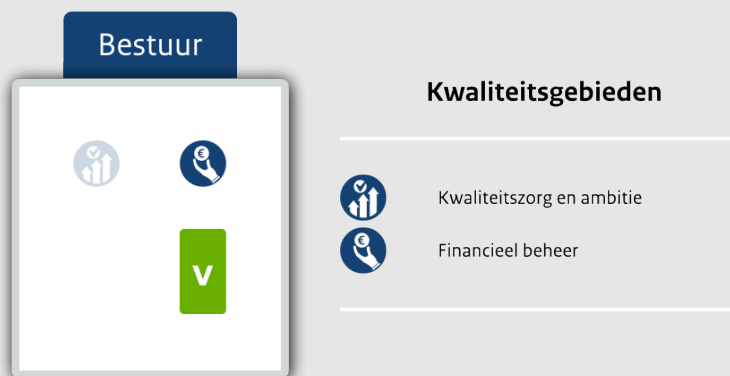 Bestuur
V
Kwaliteitsgebieden
Kwaliteitszorg en ambitie
Financieel beheer